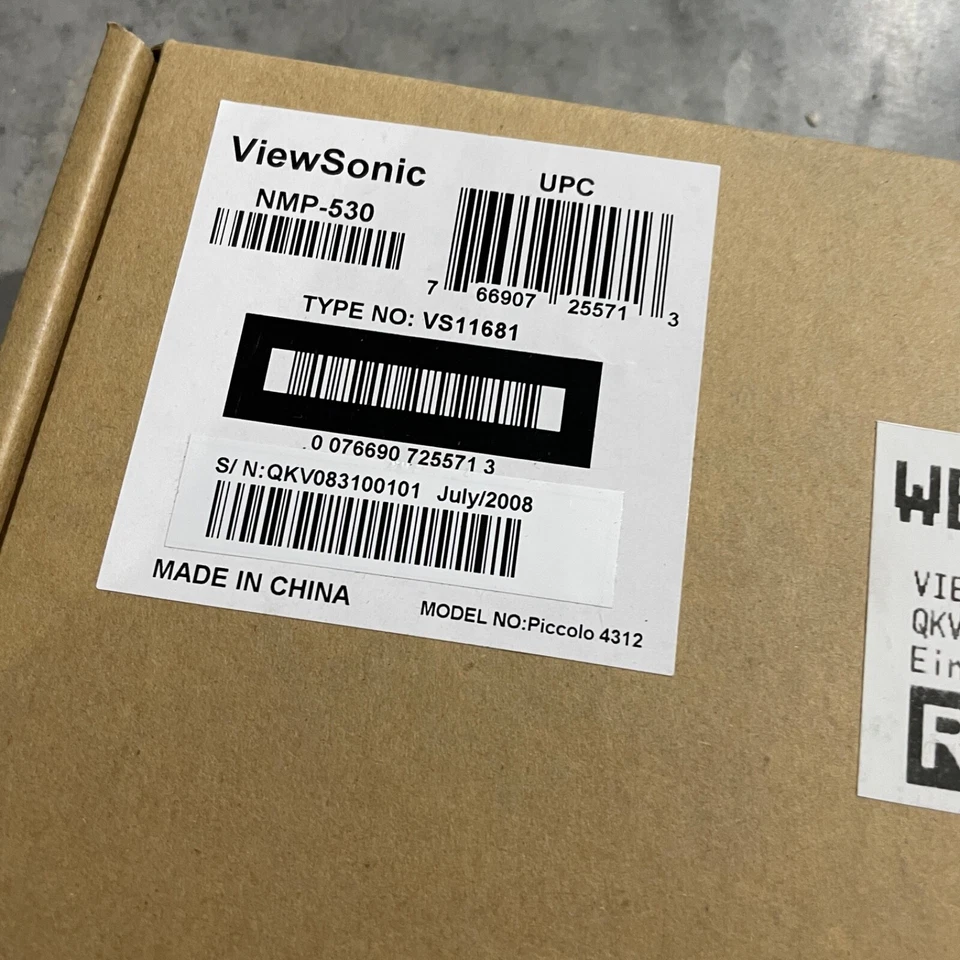 ViewSonic
NMP-530
UPC
7 66907 25571 3
TYPE NO: VS11681
0 076690 725571 3
S/ N:QKV083100101 July/2008
MADE IN CHINA
MODEL NO:Piccolo 4312
VIE
QKV
Ein
R